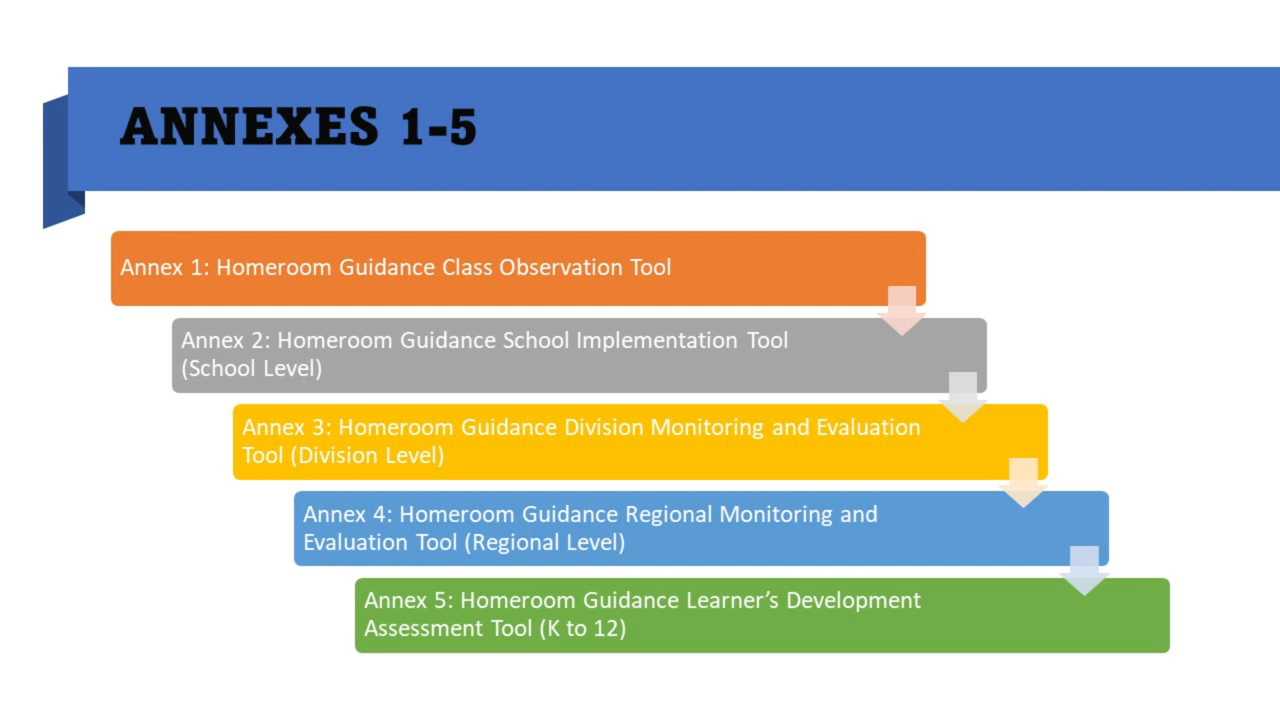 ANNEXES 1-5
Annex 1: Homeroom Guidance Class Observation Tool
Annex 2: Homeroom Guidance School Implementation Tool
(School Level)
Annex 3: Homeroom Guidance Division Monitoring and Evaluation
Tool (Division Level)
Annex 4: Homeroom Guidance Regional Monitoring and
Evaluation Tool (Regional Level)
Annex 5: Homeroom Guidance Learner’s Development
Assessment Tool (K to 12)